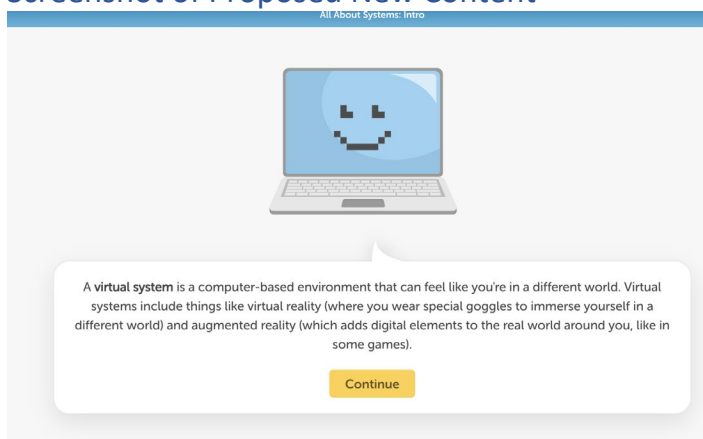 Screenshot of Proposed New Content
All About Systems: Intro
A virtual system is a computer-based environment that can feel like you're in a different world. Virtual
systems include things like virtual reality (where you wear special goggles to immerse yourself in a
different world) and augmented reality (which adds digital elements to the real world around you, like in
some games).
Continue